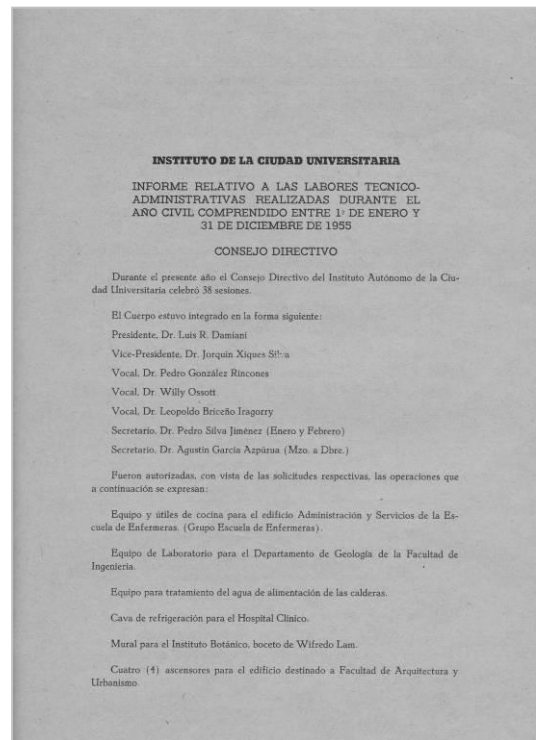 INSTITUTO DE LA CIUDAD UNIVERSITARIA
INFORME RELATIVO A LAS LABORES TECNICO-
ADMINISTRATIVAS REALIZADAS DURANTE EL
AÑO CIVIL COMPRENDIDO ENTRE 1º DE ENERO Y
31 DE DICIEMBRE DE 1955
CONSEJO DIRECTIVO
Durante el presente año el Consejo Directivo del Instituto Autónomo de la Ciu-
dad Universitaria celebró 38 sesiones.
El Cuerpo estuvo integrado en la forma siguiente:
Presidente, Dr. Luis R. Damiani
Vice-Presidente, Dr. Jorquin Xiques Silva
Vocal, Dr. Pedro González Rincones
Vocal, Dr. Willy Ossott
Vocal, Dr. Leopoldo Briceño Iragorry
Secretario, Dr. Pedro Silva Jiménez (Enero y Febrero)
Secretario, Dr. Agustín García Azpúrua (Mzo. a Dbre.)
Fueron autorizadas, con vista de las solicitudes respectivas, las operaciones que
a continuación se expresan:
Equipo y útiles de cocina para el edificio Administración y Servicios de la Es-
cuela de Enfermeras. (Grupo Escuela de Enfermeras).
Equipo de Laboratorio para el Departamento de Geología de la Facultad de
Ingeniería.
Equipo para tratamiento del agua de alimentación de las calderas.
Cava de refrigeración para el Hospital Clínico.
Mural para el Instituto Botánico, boceto de Wifredo Lam.
Cuatro (4) ascensores para el edificio destinado a Facultad de Arquitectura y
Urbanismo.